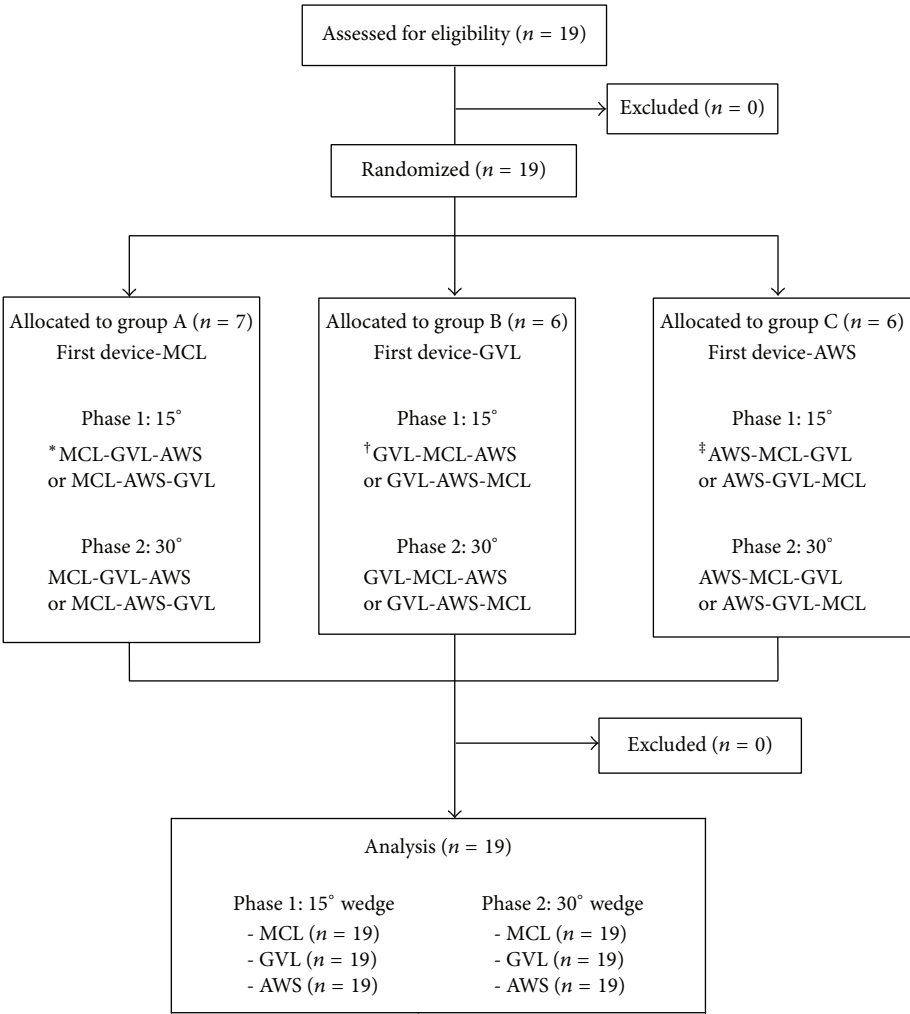 Assessed for eligibility (n = 19)
Excluded (n = 0)
Randomized (n = 19)
Allocated to group A (n = 7)
First device-MCL
Phase 1: 15°
*MCL-GVL-AWS
or MCL-AWS-GVL
Phase 2: 30°
MCL-GVL-AWS
or MCL-AWS-GVL
Allocated to group B (n = 6)
First device-GVL
Phase 1: 15°
†GVL-MCL-AWS
or GVL-AWS-MCL
Phase 2: 30°
GVL-MCL-AWS
or GVL-AWS-MCL
Allocated to group C (n = 6)
First device-AWS
Phase 1: 15°
‡AWS-MCL-GVL
or AWS-GVL-MCL
Phase 2: 30°
AWS-MCL-GVL
or AWS-GVL-MCL
Excluded (n = 0)
Analysis (n = 19)
Phase 1: 15° wedge
- MCL (n = 19)
- GVL (n = 19)
- AWS (n = 19)
Phase 2: 30° wedge
- MCL (n = 19)
- GVL (n = 19)
- AWS (n = 19)